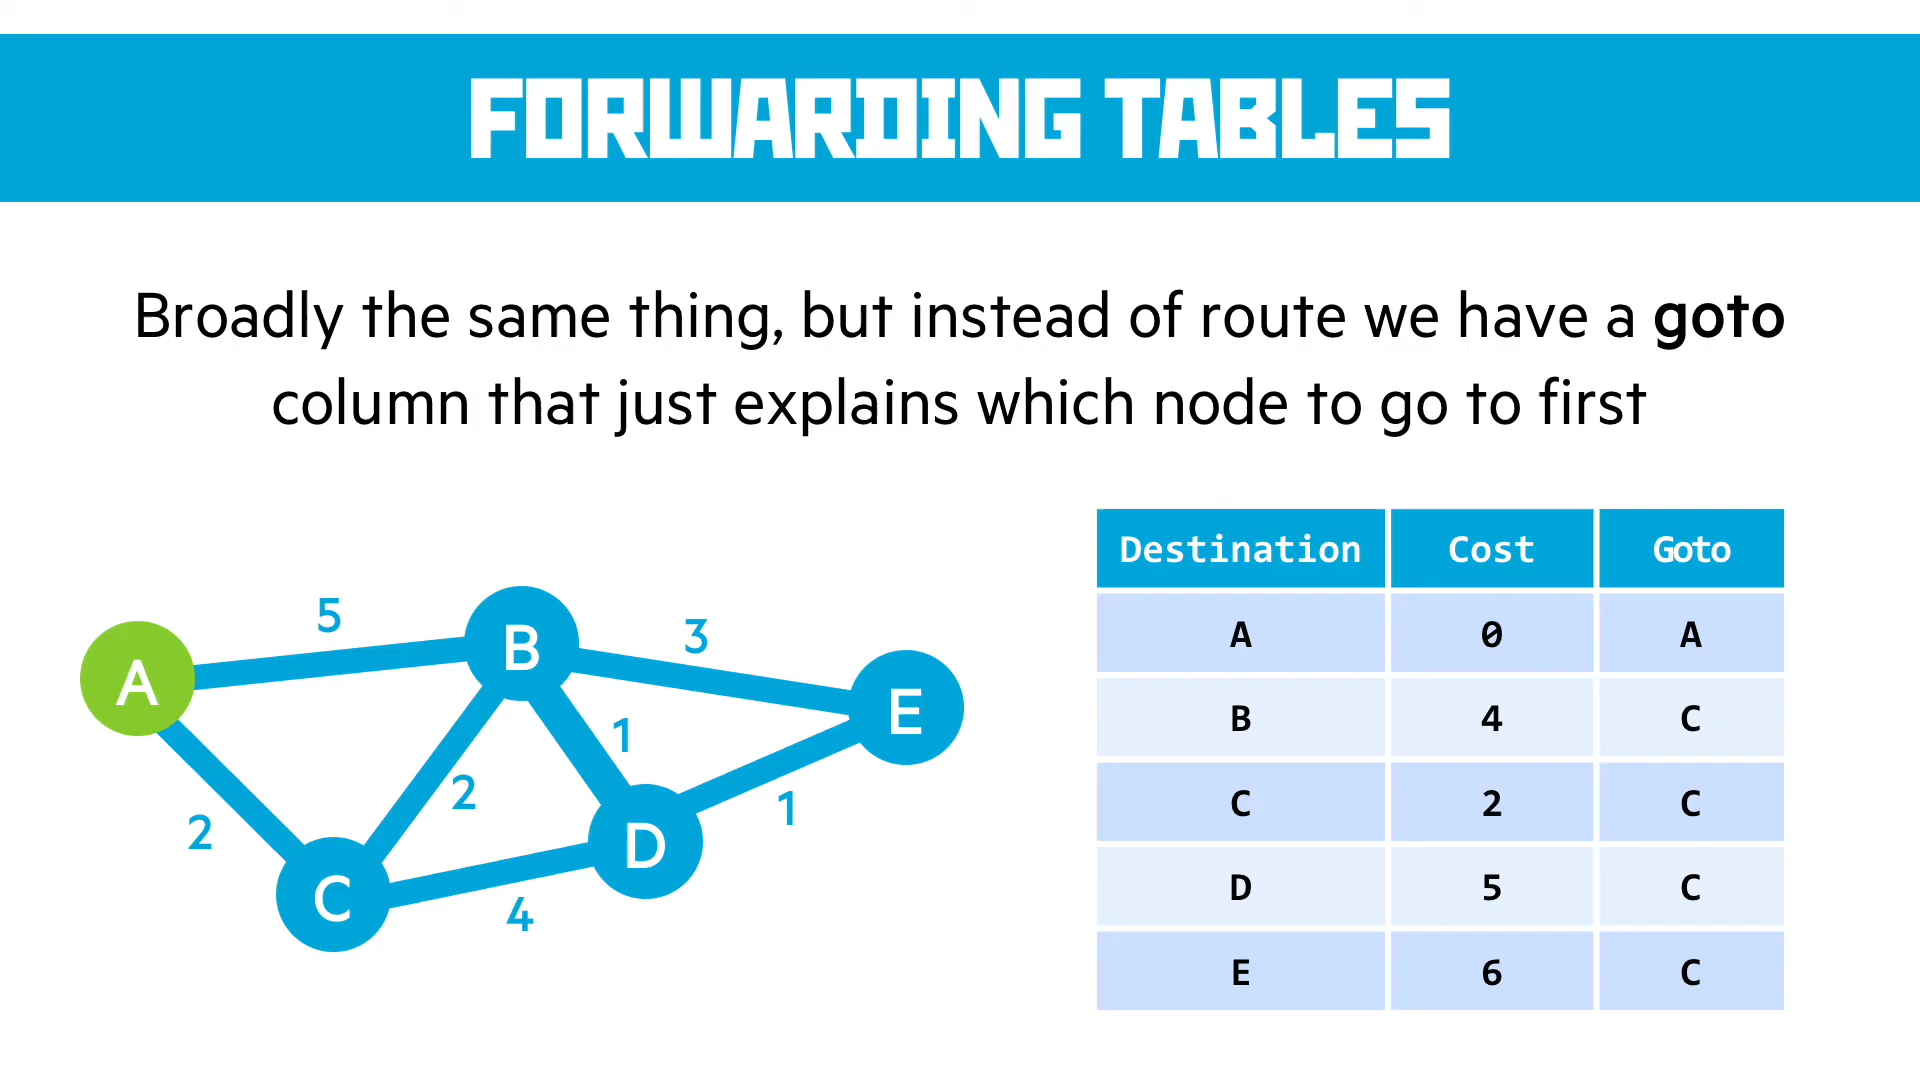 FORWARDING TABLES
Broadly the same thing, but instead of route we have a goto
column that just explains which node to go to first
A
B
C
D
E
5
3
1
2
2
1
4
Destination Cost Goto
A 0 A
B 4 C
C 2 C
D 5 C
E 6 C